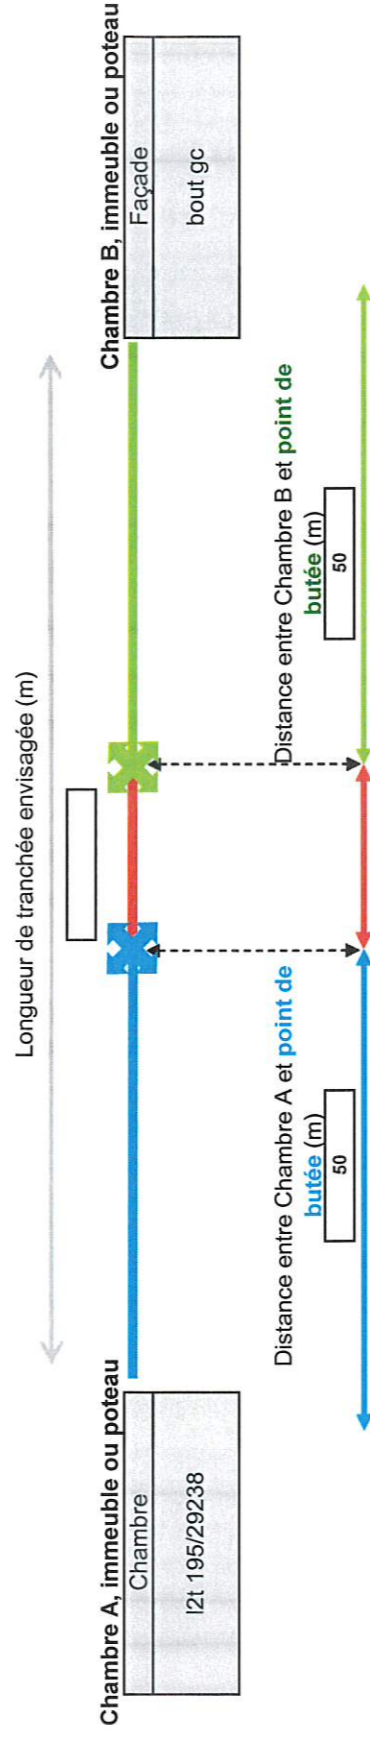 Longueur de tranchée envisagée (m)
Chambre A, immeuble ou poteau
Chambre
l2t 195/29238
Chambre B, immeuble ou poteau
Façade
bout gc
Distance entre Chambre A et point de
butée (m)
50
Distance entre Chambre B et point de
butée (m)
50